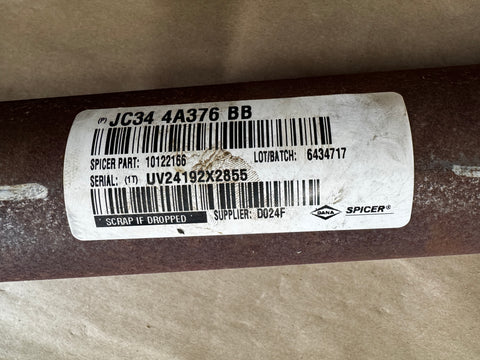 (P) JC34 4A376 BB
SPICER PART: 10122166 LOT/BATCH: 6434717
SERIAL: (1T) UV24192X2855
* SCRAP IF DROPPED * SUPPLIER: D024F DANA SPICER®